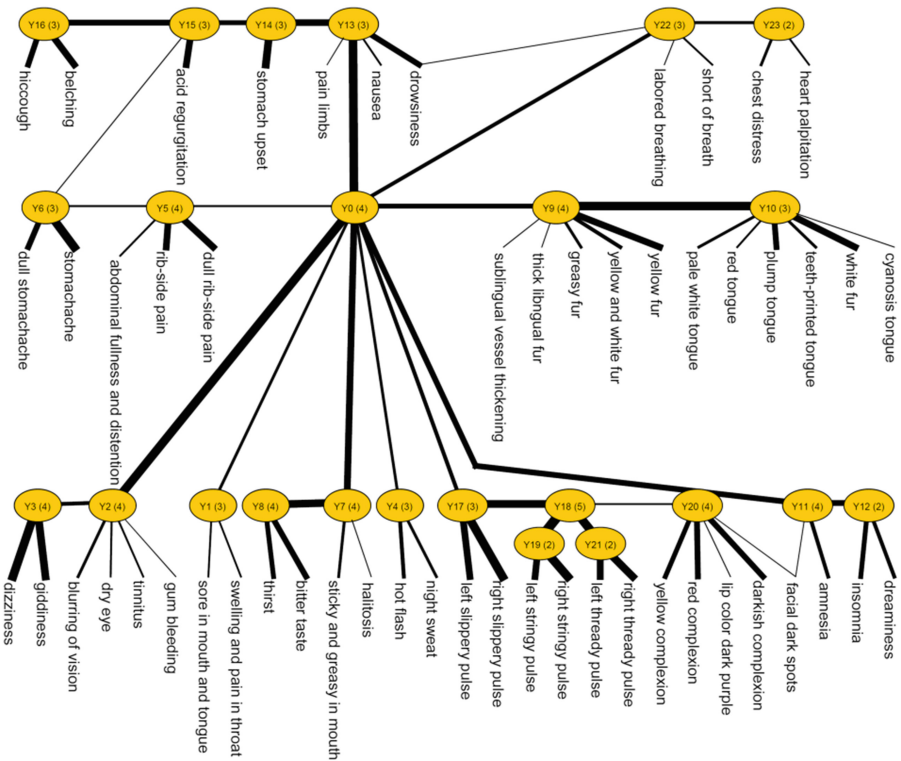 Y16 (3)
Y15 (3)
Y14 (3)
Y13 (3)
Y22 (3)
Y23 (2)
hiccough
belching
acid regurgitation
stomach upset
pain limbs
nausea
drowsiness
labored breathing
short of breath
chest distress
heart palpitation
Y6 (3)
Y5 (4)
Y0 (4)
Y9 (4)
Y10 (3)
dull stomachache
stomachache
abdominal fullness and distention
rib-side pain
dull rib-side pain
sublingual vessel thickening
thick libngual fur
greasy fur
yellow and white fur
yellow fur
pale white tongue
red tongue
plump tongue
teeth-printed tongue
white fur
cyanosis tongue
Y3 (4)
Y2 (4)
Y1 (3)
Y8 (4)
Y7 (4)
Y4 (3)
Y17 (3)
Y18 (5)
Y20 (4)
Y11 (4)
Y12 (2)
Y19 (2)
Y21 (2)
dizziness
giddiness
blurring of vision
dry eye
tinnitus
gum bleeding
sore in mouth and tongue
swelling and pain in throat
thirst
bitter taste
sticky and greasy in mouth
halitosis
hot flash
night sweat
left slippery pulse
right slippery pulse
left stringy pulse
right stringy pulse
left thready pulse
right thready pulse
yellow complexion
red complexion
lip color dark purple
darkish complexion
facial dark spots
amnesia
insomnia
dreaminess